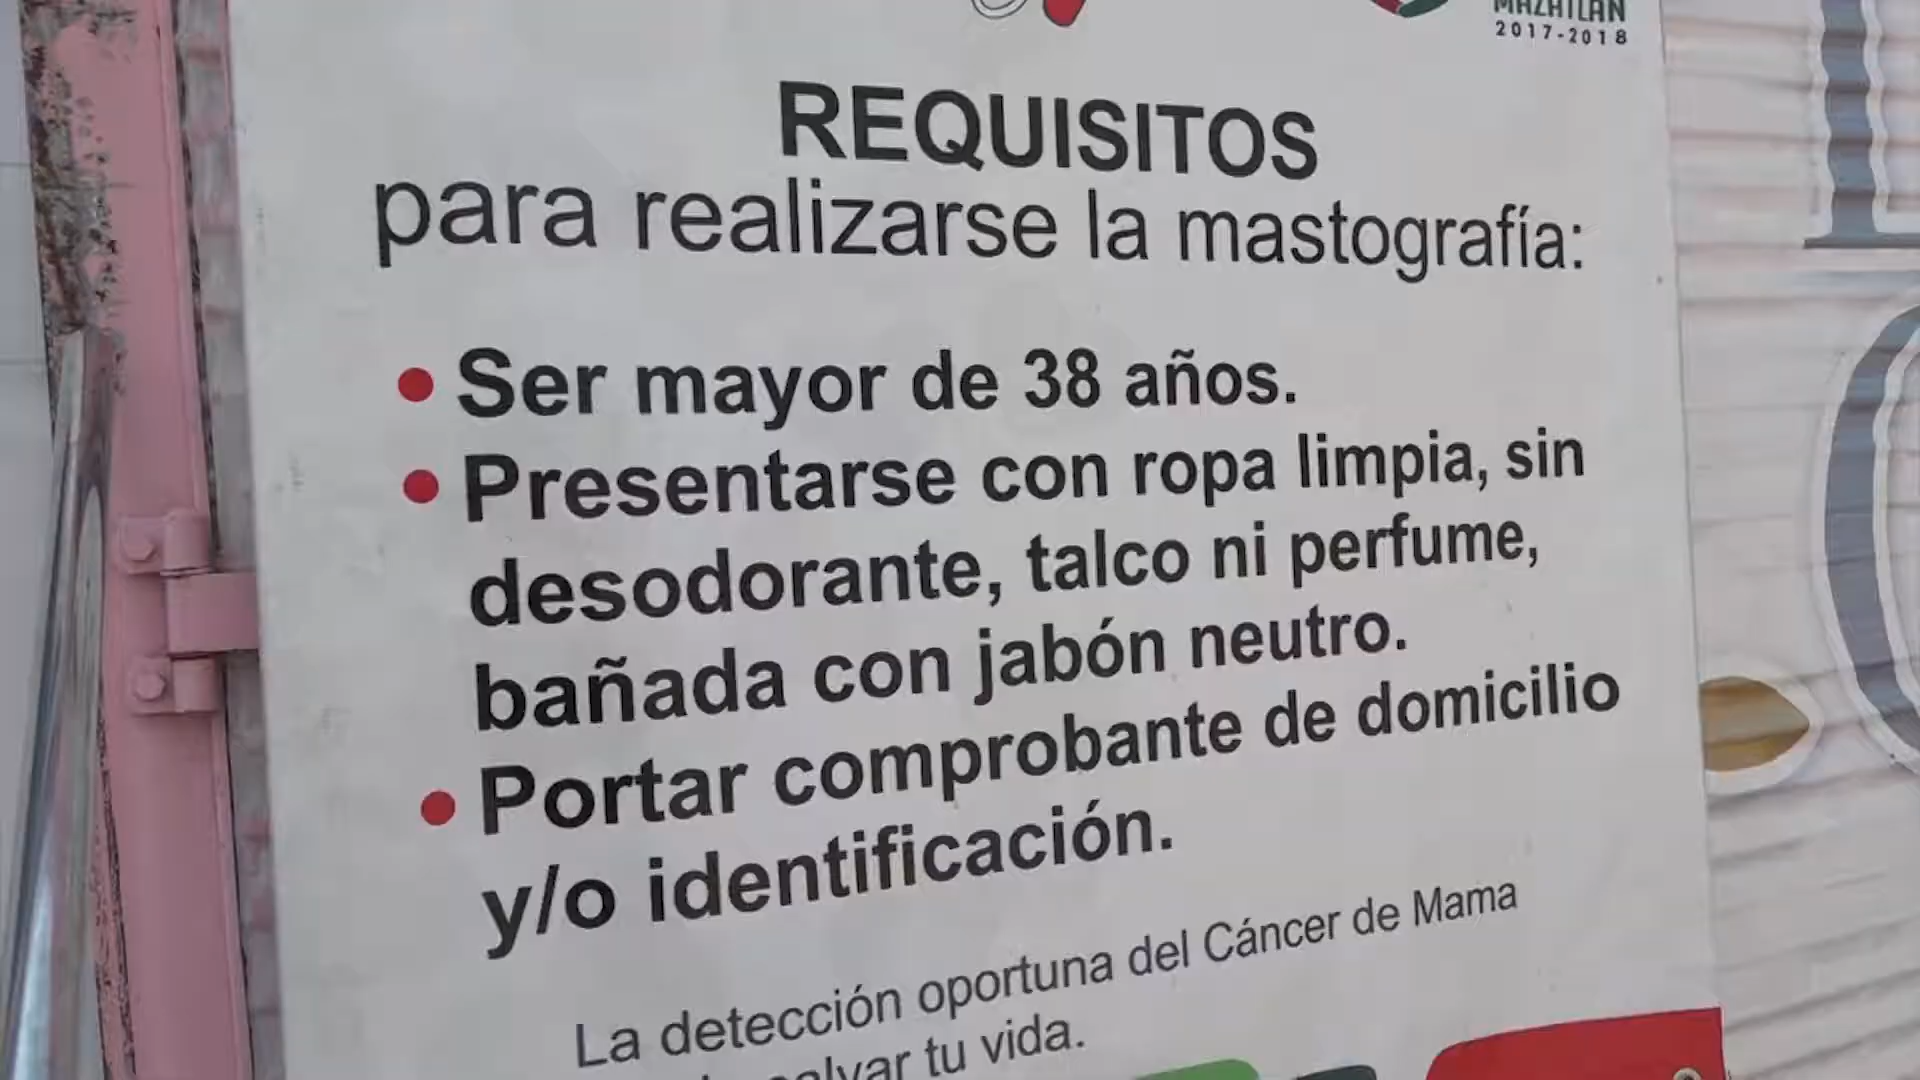 MAZATLÁN
2017-2018
REQUISITOS
para realizarse la mastografía:
• Ser mayor de 38 años.
• Presentarse con ropa limpia, sin
desodorante, talco ni perfume,
bañada con jabón neutro.
• Portar comprobante de domicilio
y/o identificación.
La detección oportuna del Cáncer de Mama
salvar tu vida.